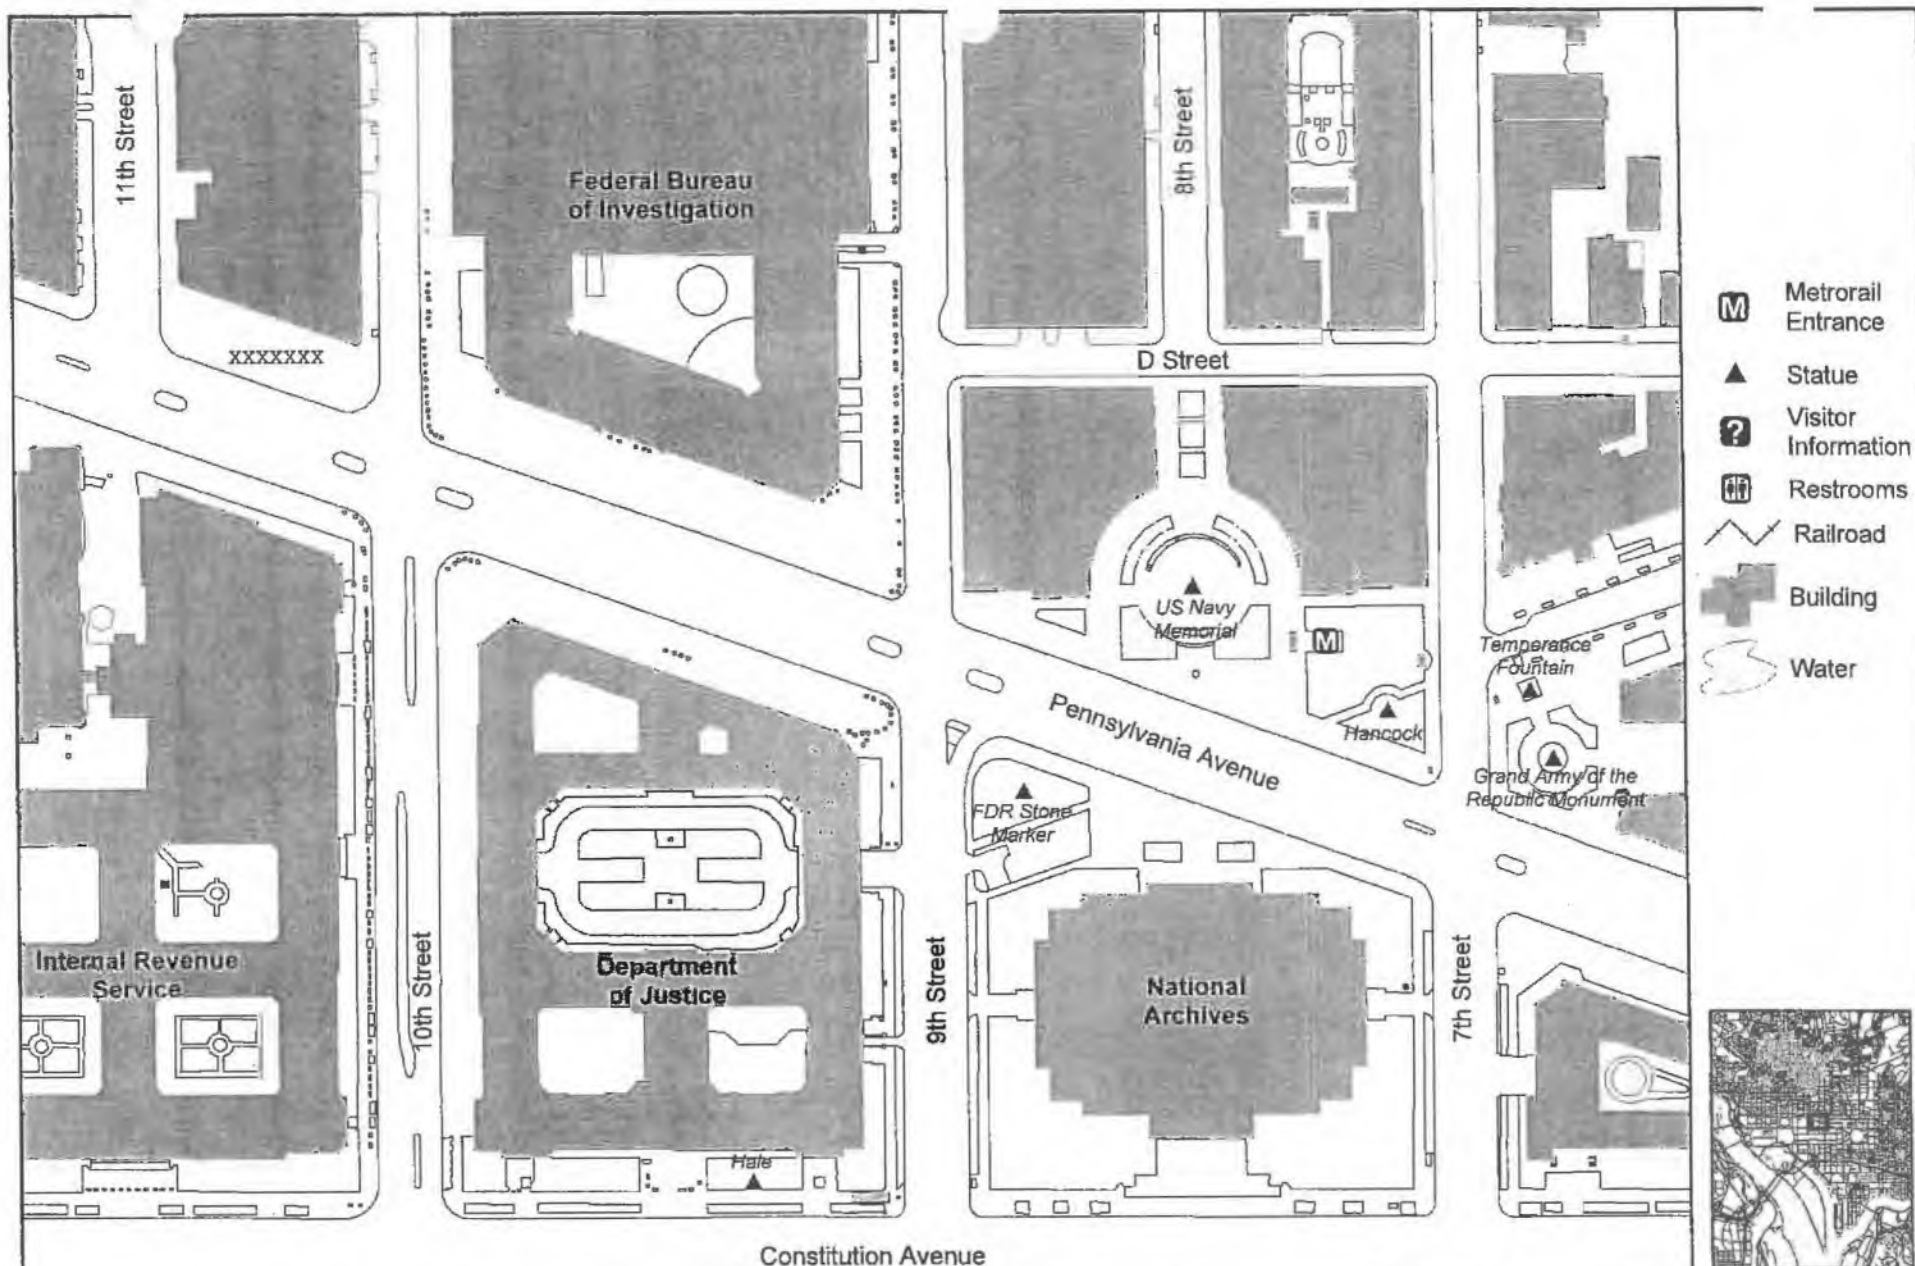 11th Street
Federal Bureau
of Investigation
8th Street
XXXXXXX
D Street
US Navy
Memorial
M
Temperance
Fountain
Pennsylvania Avenue
Hancock
FDR Stone
Marker
Grand Army of the
Republic Monument
Internal Revenue
Service
10th Street
Department
of Justice
9th Street
National
Archives
7th Street
Hale
Constitution Avenue
M
Metrorail
Entrance
Statue
?
Visitor
Information
Restrooms
Railroad
Building
Water